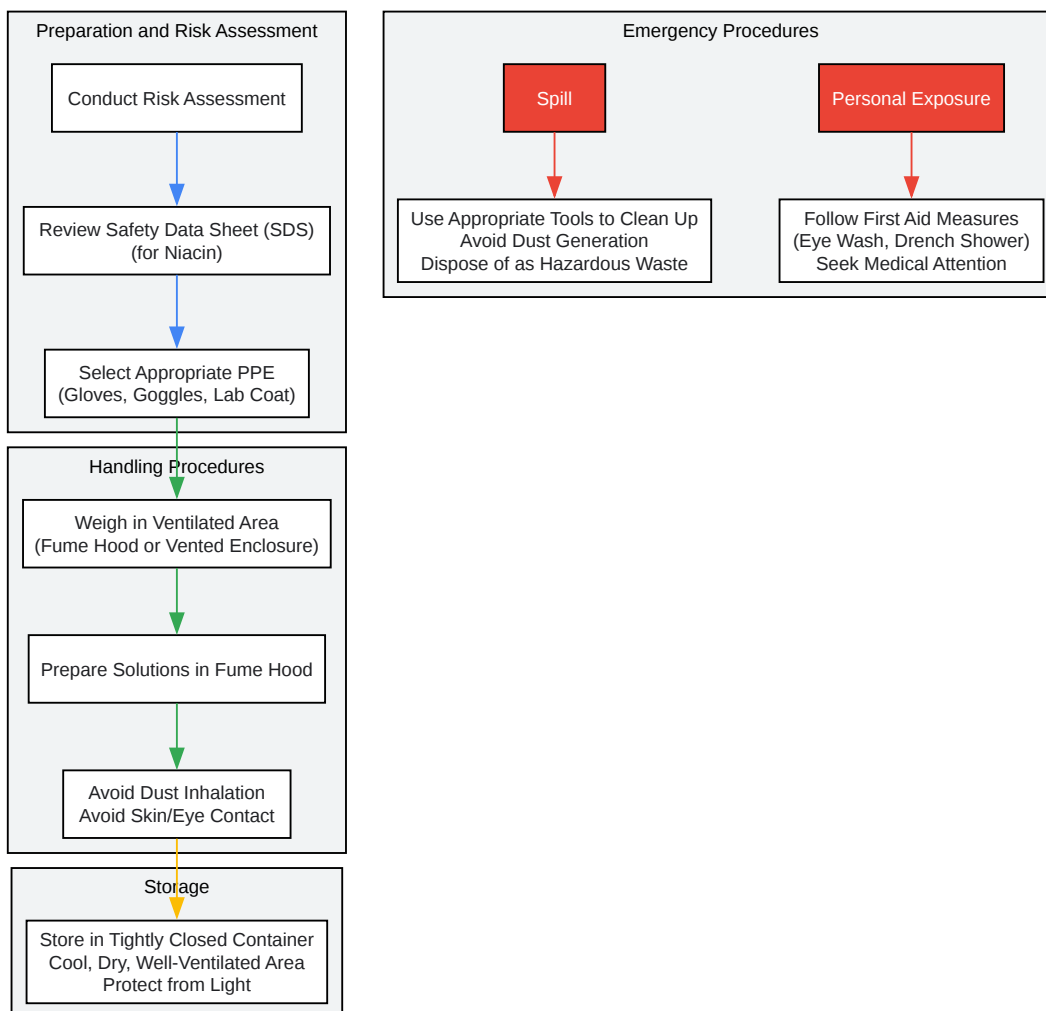 Preparation and Risk Assessment
Conduct Risk Assessment
Review Safety Data Sheet (SDS)
(for Niacin)
Select Appropriate PPE
(Gloves, Goggles, Lab Coat)
Handling Procedures
Weigh in Ventilated Area
(Fume Hood or Vented Enclosure)
Prepare Solutions in Fume Hood
Avoid Dust Inhalation
Avoid Skin/Eye Contact
Storage
Store in Tightly Closed Container
Cool, Dry, Well-Ventilated Area
Protect from Light
Emergency Procedures
Spill
Use Appropriate Tools to Clean Up
Avoid Dust Generation
Dispose of as Hazardous Waste
Personal Exposure
Follow First Aid Measures
(Eye Wash, Drench Shower)
Seek Medical Attention